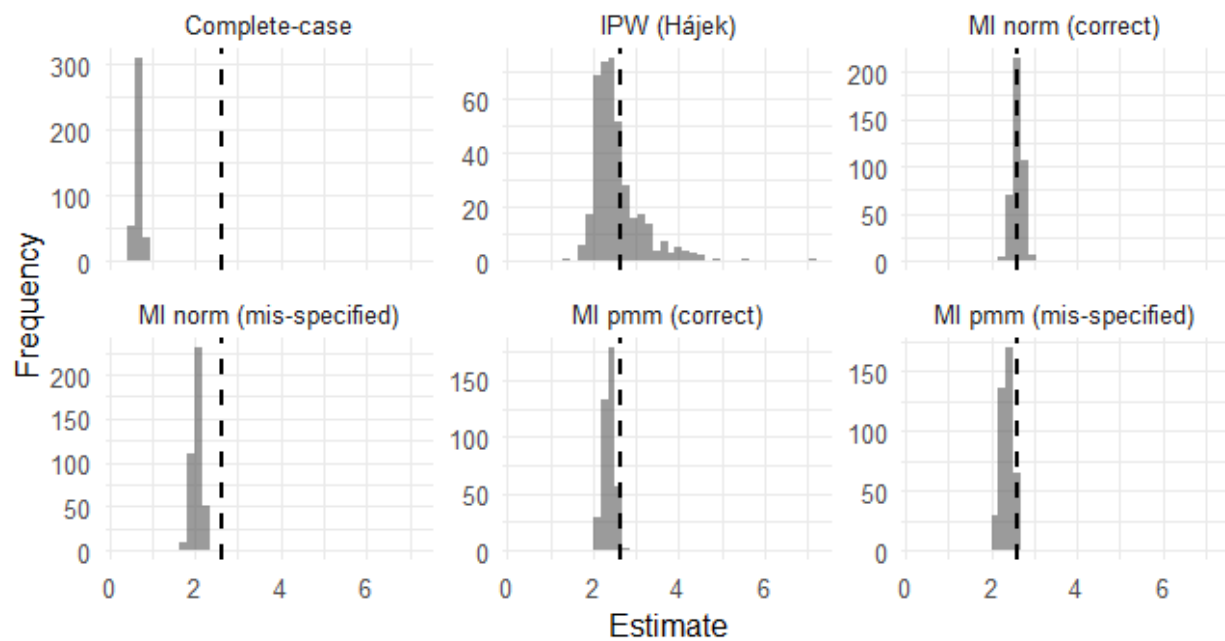 Complete-case
IPW (Hájek)
MI norm (correct)
300
200
100
0
60
40
20
0
200
150
100
50
0
MI norm (mis-specified)
MI pmm (correct)
MI pmm (mis-specified)
200
150
100
50
0
150
100
50
0
150
100
50
0
0 2 4 6
0 2 4 6
0 2 4 6
Frequency
Estimate